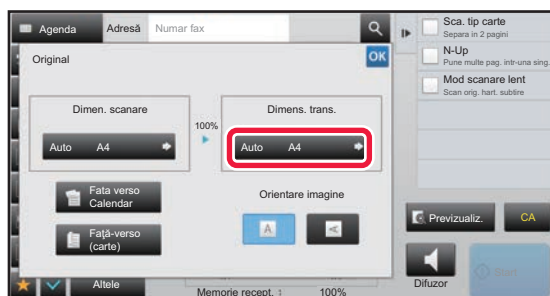 Agenda
Adresă
Numar fax
Original
OK
Dimen. scanare
Auto A4
100%
Dimens. trans.
Auto A4
Fata verso
Calendar
Faţă-verso
(carte)
Orientare imagine
A
A
Altele
Memorie recept. :
100%
Sca. tip carte
Separa in 2 pagini
N-Up
Pune multe pag. intr-una sing.
Mod scanare lent
Scan orig. hart. subtire
Previzualiz.
CA
Difuzor
Start